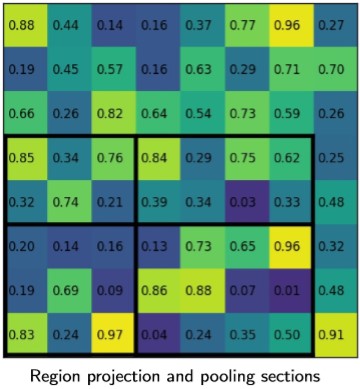 0.88 0.44 0.14 0.16 0.37 0.77 0.96 0.27
0.19 0.45 0.57 0.16 0.63 0.29 0.71 0.70
0.66 0.26 0.82 0.64 0.54 0.73 0.59 0.26
0.85 0.34 0.76 0.84 0.29 0.75 0.62 0.25
0.32 0.74 0.21 0.39 0.34 0.03 0.33 0.48
0.20 0.14 0.16 0.13 0.73 0.65 0.96 0.32
0.19 0.69 0.09 0.86 0.88 0.07 0.01 0.48
0.83 0.24 0.97 0.04 0.24 0.35 0.50 0.91
Region projection and pooling sections